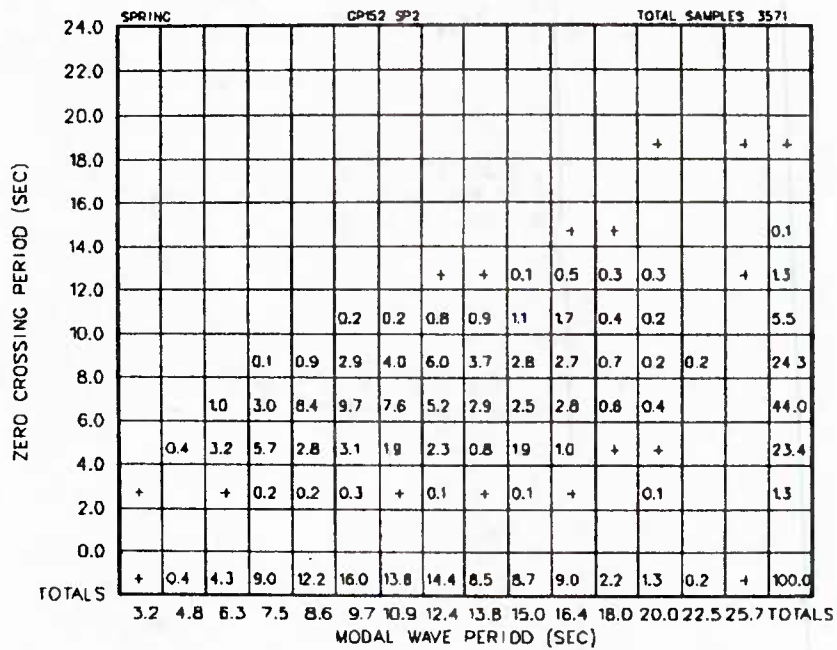 SPRING GP152 SP2 TOTAL SAMPLES 3571
24.0
22.0
20.0
+ + +
18.0
16.0
+ + 0.1
14.0
+ + 0.1 0.5 0.3 0.3 + 1.3
12.0
0.2 0.2 0.8 0.9 1.1 1.7 0.4 0.2 5.5
10.0
0.1 0.9 2.9 4.0 6.0 3.7 2.8 2.7 0.7 0.2 0.2 24.3
8.0
1.0 3.0 8.4 9.7 7.6 5.2 2.9 2.5 2.8 0.6 0.4 44.0
6.0
0.4 3.2 5.7 2.8 3.1 1.9 2.3 0.8 1.9 1.0 + + 23.4
4.0
+ + 0.2 0.2 0.3 + 0.1 + 0.1 + 0.1 1.3
2.0
0.0
+ 0.4 4.3 9.0 12.2 16.0 13.8 14.4 8.5 8.7 9.0 2.2 1.3 0.2 + 100.0
TOTALS
3.2 4.8 6.3 7.5 8.6 9.7 10.9 12.4 13.8 15.0 16.4 18.0 20.0 22.5 25.7 TOTALS
MODAL WAVE PERIOD (SEC)
ZERO CROSSING PERIOD (SEC)